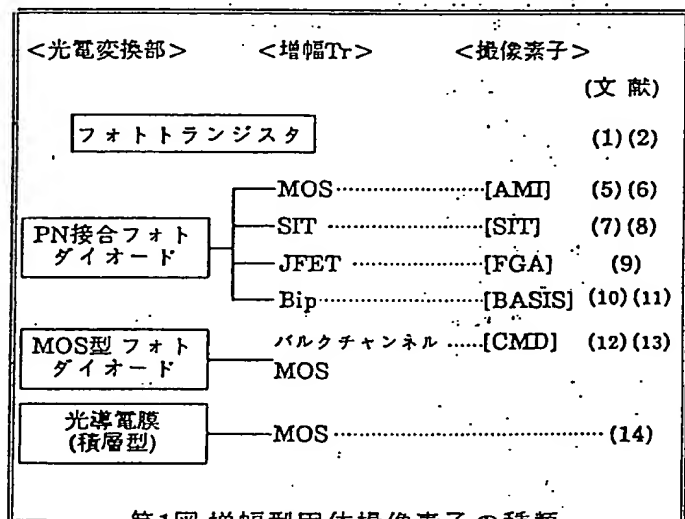 <光電変換部> <増幅Tr> <撮像素子>
(文 献)
フォトトランジスタ (1)(2)
MOS……………………[AMI] (5)(6)
PN接合フォト
ダイオード
SIT……………………[SIT] (7)(8)
JFET…………………[FGA] (9)
Bip……………………[BASIS] (10)(11)
MOS型フォト
ダイオード
バルクチャンネル……[CMD] (12)(13)
MOS
光導電膜
(積層型)
MOS……………………………(14)
第1図 増幅型固体撮像素子の種類